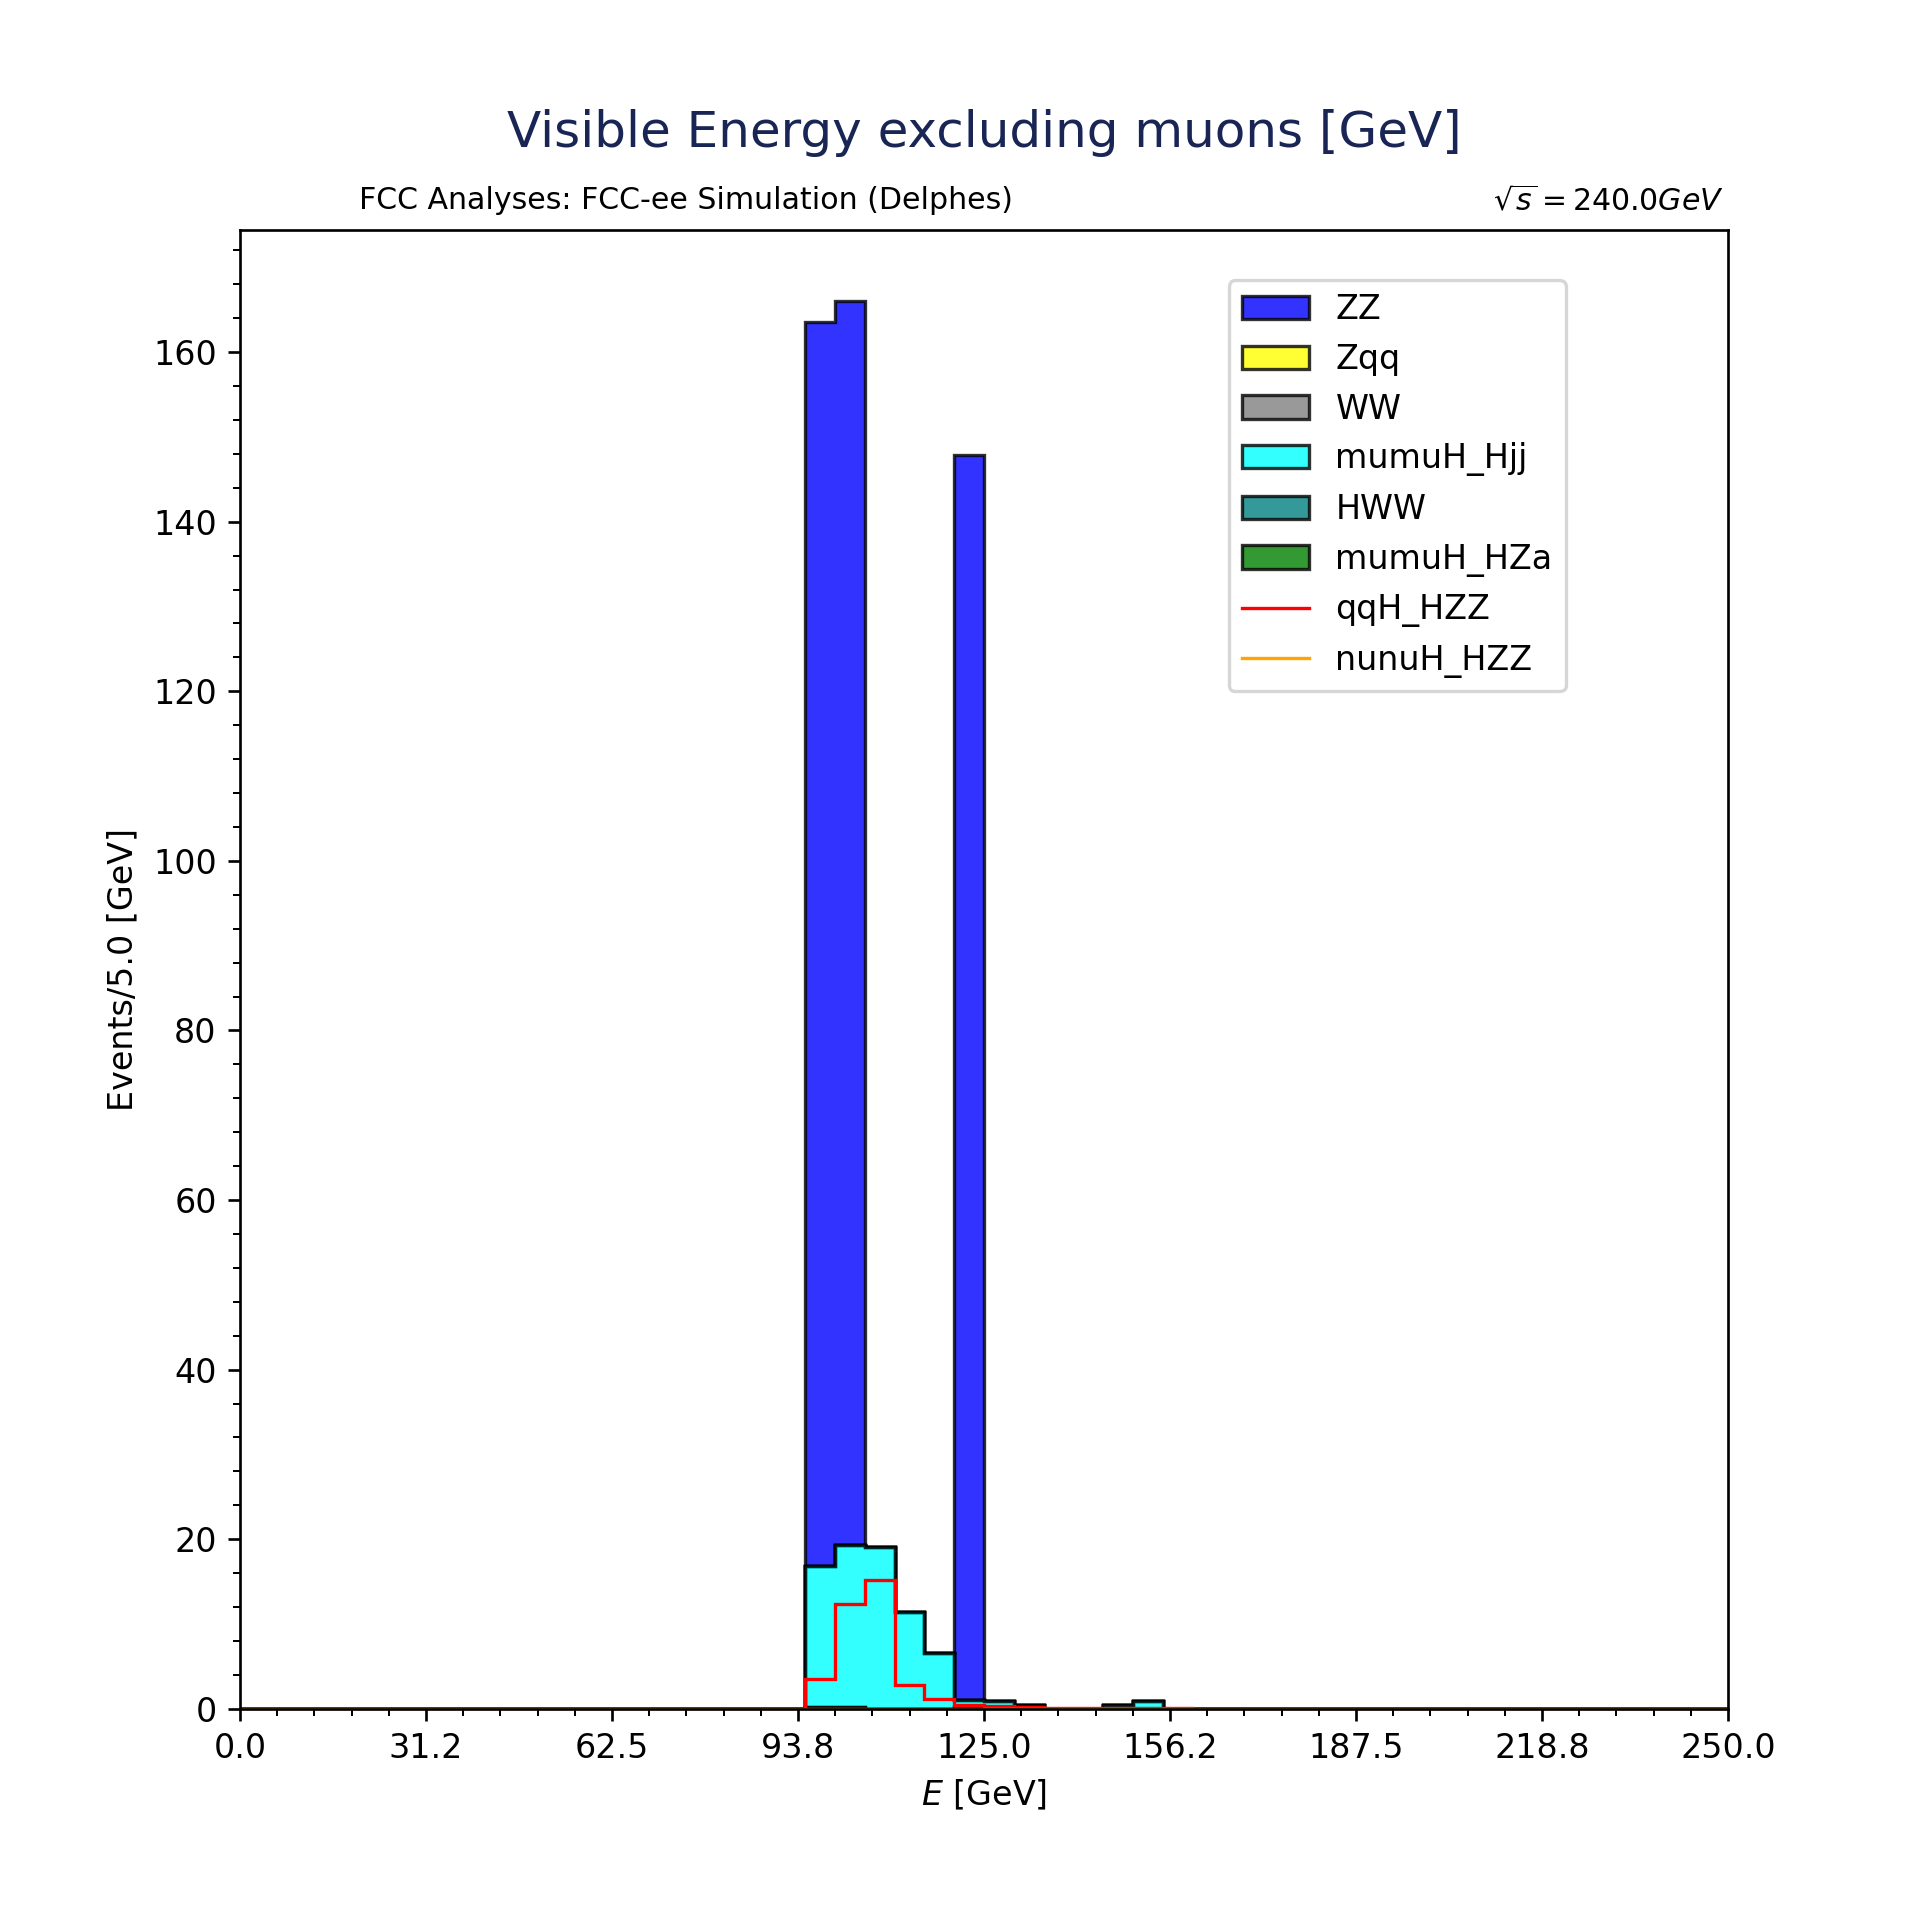 Visible Energy excluding muons [GeV]
FCC Analyses: FCC-ee Simulation (Delphes)
√s = 240.0GeV
ZZ
Zqq
WW
mumuH_Hjj
HWW
mumuH_HZa
qqH_HZZ
nunuH_HZZ
Events/5.0 [GeV]
160
140
120
100
80
60
40
20
0
0.0 31.2 62.5 93.8 125.0 156.2 187.5 218.8 250.0
E [GeV]